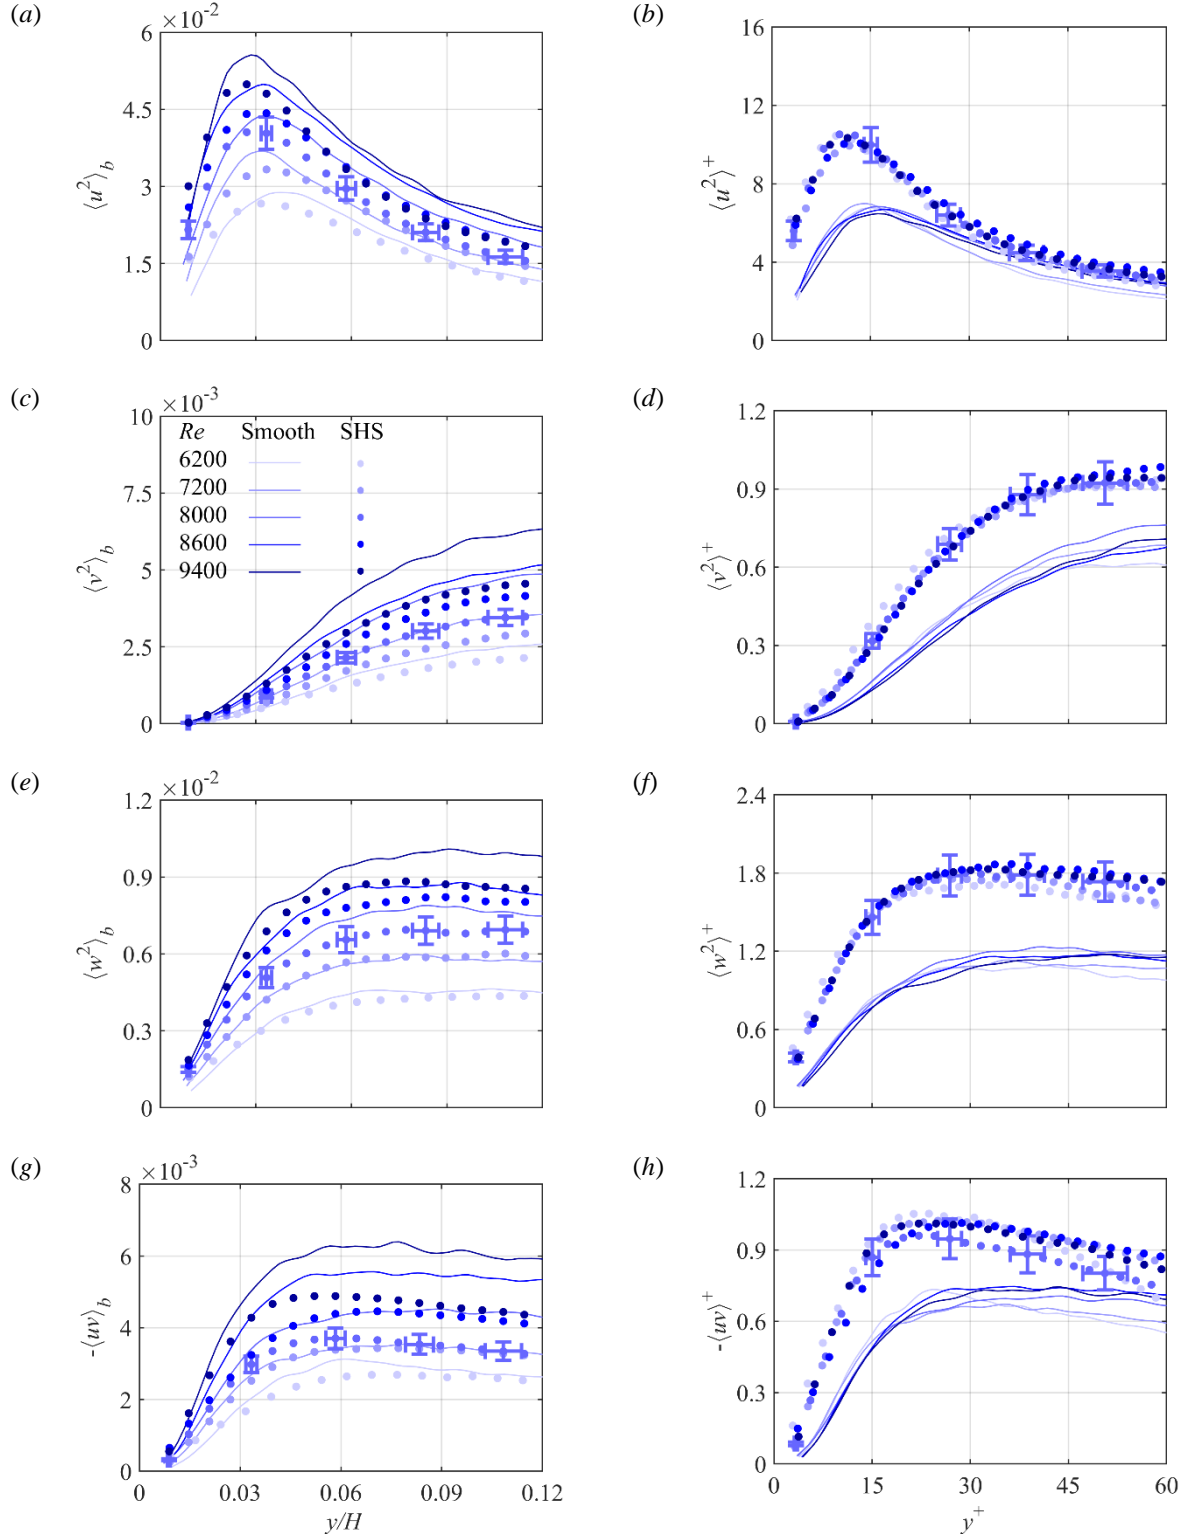 (a)
×10⁻²
6
4.5
3
1.5
0
⟨u²⟩b
(b)
16
12
8
4
0
⟨u²⟩⁺
(c)
×10⁻³
10
7.5
5
2.5
0
⟨v²⟩b
Re Smooth SHS
6200
7200
8000
8600
9400
(d)
1.2
0.9
0.6
0.3
0
⟨v²⟩⁺
(e)
×10⁻²
1.2
0.9
0.6
0.3
0
⟨w²⟩b
(f)
2.4
1.8
1.2
0.6
0
⟨w²⟩⁺
(g)
×10⁻³
8
6
4
2
0
-⟨uv⟩b
0 0.03 0.06 0.09 0.12
y/H
(h)
1.2
0.9
0.6
0.3
0
-⟨uv⟩⁺
0 15 30 45 60
y⁺